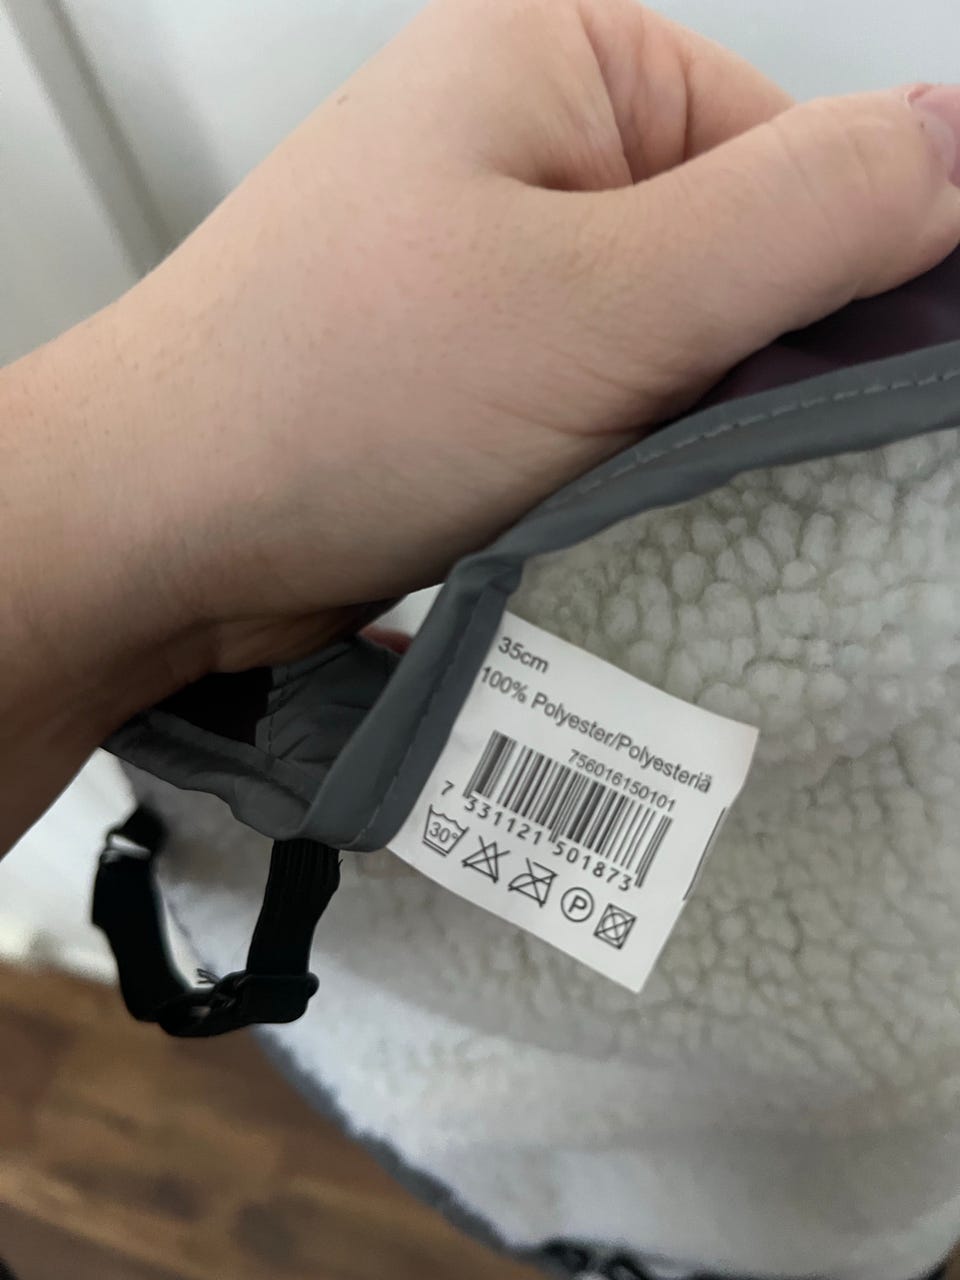 35cm
100% Polyester/Polyesteriä
756016150101
7 331121 501873
30°
P